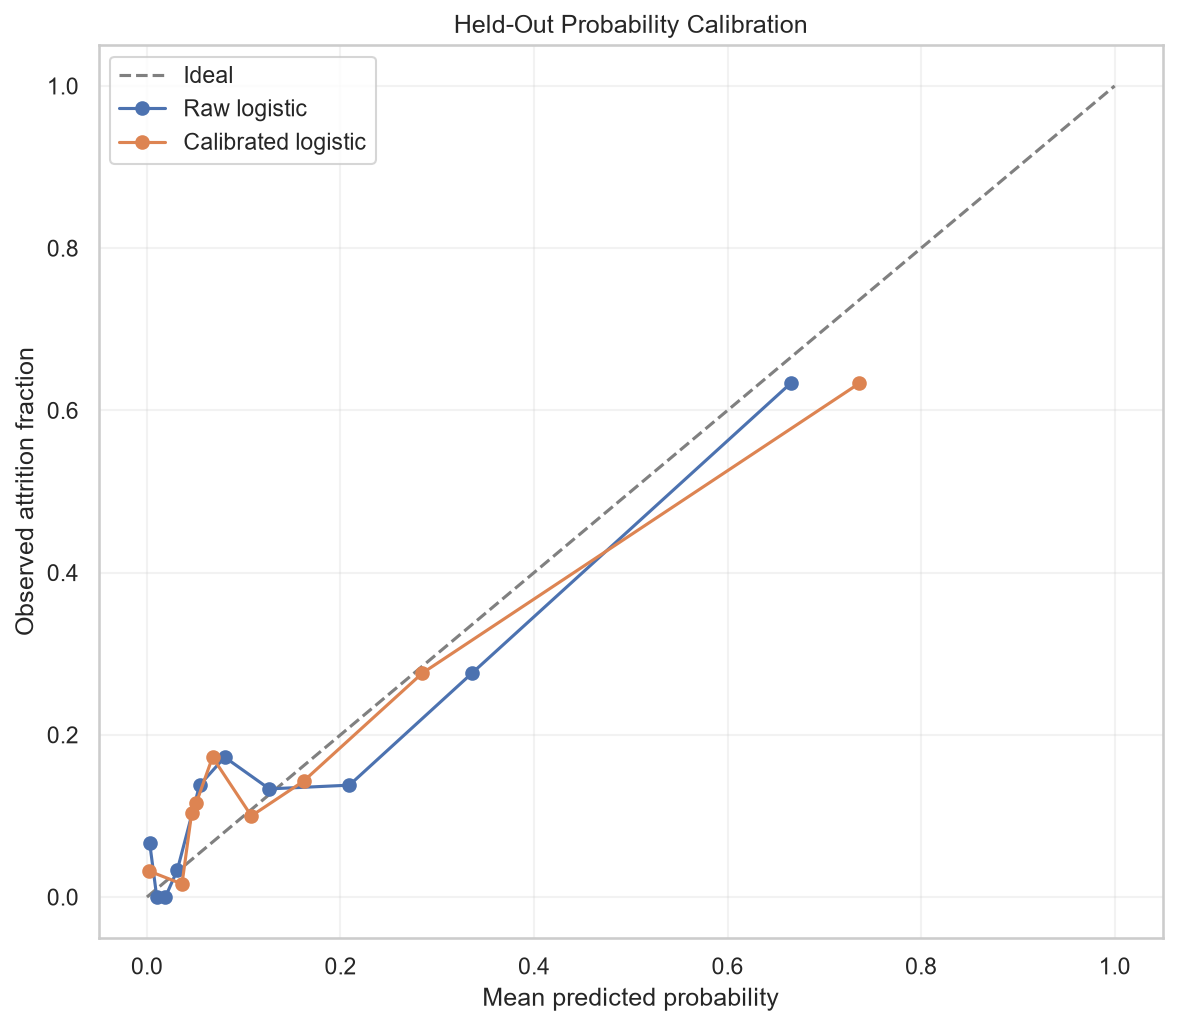 Held-Out Probability Calibration
Ideal
Raw logistic
Calibrated logistic
Observed attrition fraction
1.0
0.8
0.6
0.4
0.2
0.0
0.0 0.2 0.4 0.6 0.8 1.0
Mean predicted probability